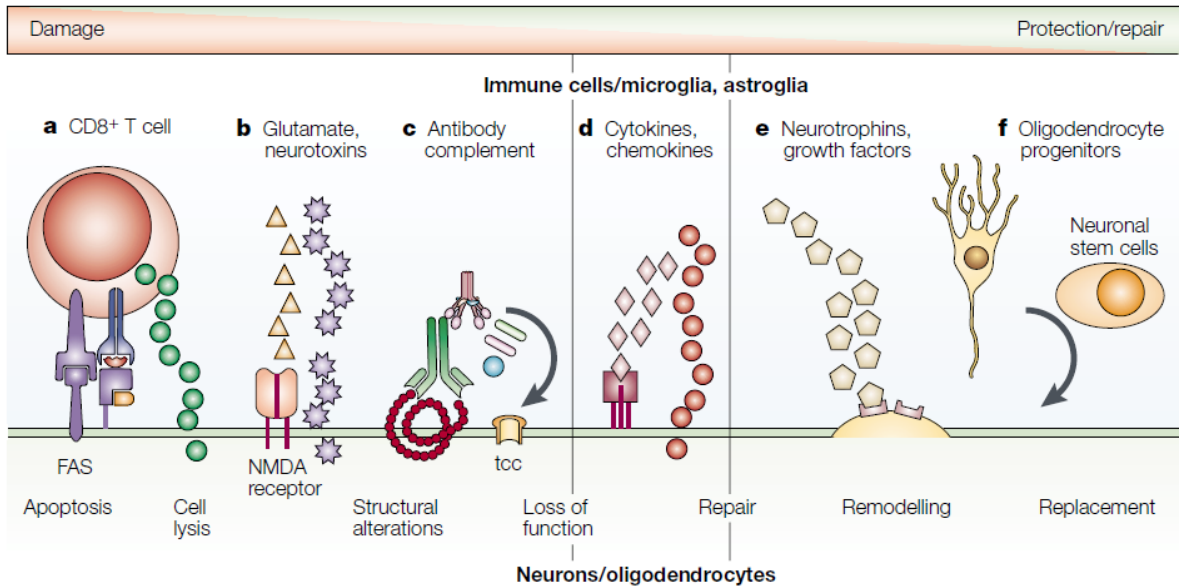 Damage
Protection/repair
Immune cells/microglia, astroglia
a CD8+ T cell
b Glutamate,
neurotoxins
c Antibody
complement
d Cytokines,
chemokines
e Neurotrophins,
growth factors
f Oligodendrocyte
progenitors
Neuronal
stem cells
FAS
NMDA
receptor
tcc
Apoptosis
Cell
lysis
Structural
alterations
Loss of
function
Repair
Remodelling
Replacement
Neurons/oligodendrocytes